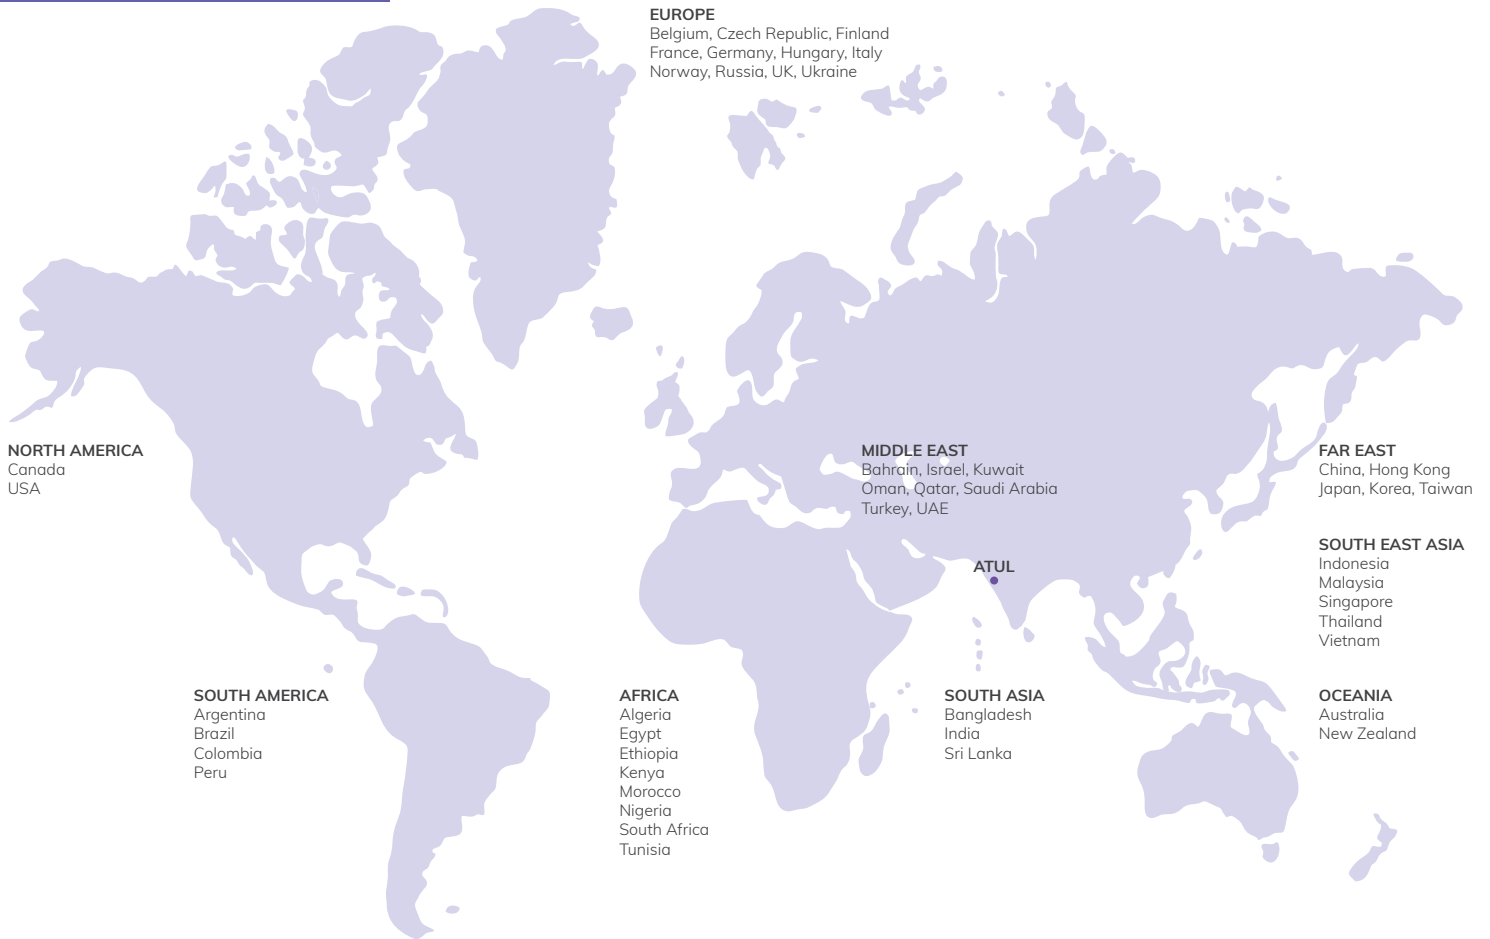 EUROPE
Belgium, Czech Republic, Finland
France, Germany, Hungary, Italy
Norway, Russia, UK, Ukraine
NORTH AMERICA
Canada
USA
MIDDLE EAST
Bahrain, Israel, Kuwait
Oman, Qatar, Saudi Arabia
Turkey, UAE
FAR EAST
China, Hong Kong
Japan, Korea, Taiwan
ATUL
SOUTH EAST ASIA
Indonesia
Malaysia
Singapore
Thailand
Vietnam
SOUTH AMERICA
Argentina
Brazil
Colombia
Peru
AFRICA
Algeria
Egypt
Ethiopia
Kenya
Morocco
Nigeria
South Africa
Tunisia
SOUTH ASIA
Bangladesh
India
Sri Lanka
OCEANIA
Australia
New Zealand